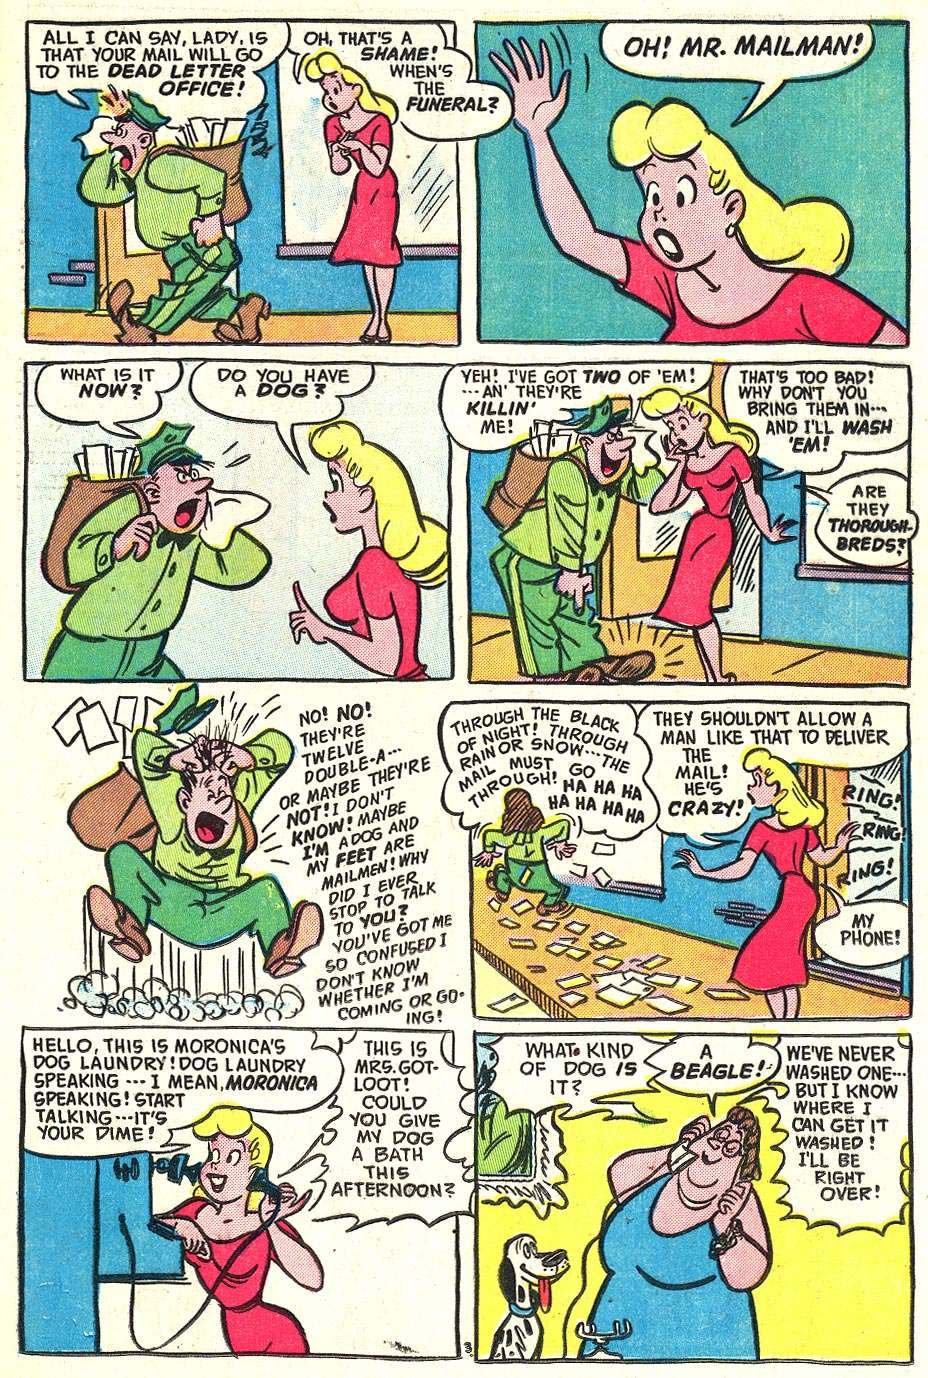 ALL I CAN SAY, LADY, IS
THAT YOUR MAIL WILL GO
TO THE DEAD LETTER
OFFICE!
OH, THAT'S A
SHAME!
WHEN'S
THE
FUNERAL?
OH! MR. MAILMAN!
WHAT IS IT
NOW?
DO YOU HAVE
A DOG?
YEH! I'VE GOT TWO OF 'EM!
...AN' THEY'RE
KILLIN'
ME!
THAT'S TOO BAD!
WHY DON'T YOU
BRING THEM IN...
AND I'LL WASH
'EM!
ARE
THEY
THOROUGH-
BREDS?
NO! NO!
THEY'RE
TWELVE
DOUBLE-A...
OR MAYBE THEY'RE
NOT! I DON'T
KNOW! MAYBE
I'M A DOG AND
MY FEET ARE
MAILMEN! WHY
DID I EVER
STOP TO TALK
TO YOU?
YOU'VE GOT ME
SO CONFUSED I
DON'T KNOW
WHETHER I'M
COMING OR GO-
ING!
THROUGH THE BLACK
OF NIGHT! THROUGH
RAIN OR SNOW...THE
MAIL MUST GO
THROUGH! HA HA HA
HA HA HA HA
THEY SHOULDN'T ALLOW A
MAN LIKE THAT TO DELIVER
THE
MAIL!
HE'S
CRAZY!
RING!
RING!
RING!
MY
PHONE!
HELLO, THIS IS MORONICA'S
DOG LAUNDRY! DOG LAUNDRY
SPEAKING... I MEAN, MORONICA
SPEAKING! START
TALKING...IT'S
YOUR DIME!
THIS IS
MRS. GOT-
LOOT!
COULD
YOU GIVE
MY DOG
A BATH
THIS
AFTERNOON?
WHAT KIND
OF DOG IS
IT?
A
BEAGLE!
WE'VE NEVER
WASHED ONE...
BUT I KNOW
WHERE I
CAN GET IT
WASHED!
I'LL BE
RIGHT
OVER!
3